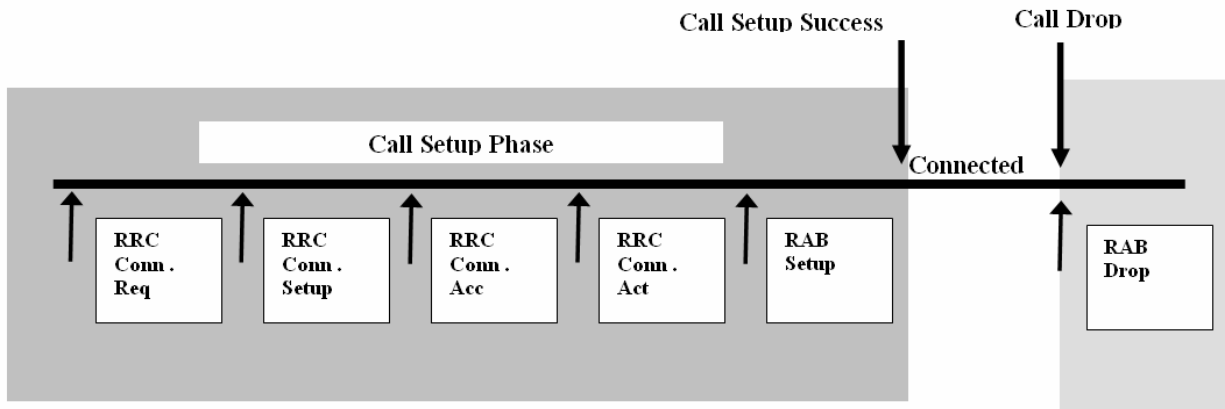 Call Setup Success
Call Drop
Call Setup Phase
Connected
RRC
Conn .
Req
RRC
Conn .
Setup
RRC
Conn .
Acc
RRC
Conn .
Act
RAB
Setup
RAB
Drop